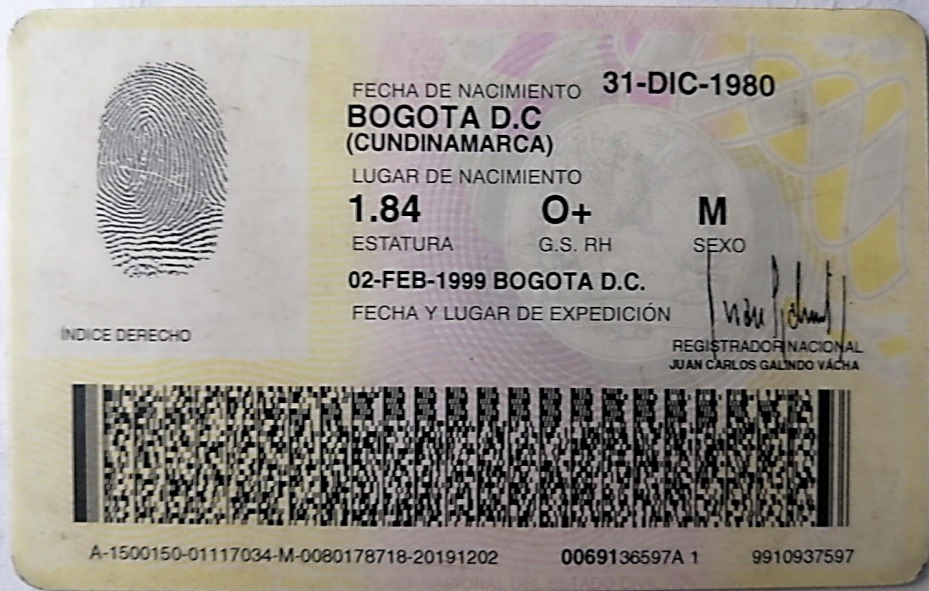 FECHA DE NACIMIENTO 31-DIC-1980
BOGOTA D.C
(CUNDINAMARCA)
LUGAR DE NACIMIENTO
1.84 O+ M
ESTATURA G.S. RH SEXO
02-FEB-1999 BOGOTA D.C.
FECHA Y LUGAR DE EXPEDICIÓN
ÍNDICE DERECHO
REGISTRADOR NACIONAL
JUAN CARLOS GALINDO VÁCHA
A-1500150-01117034-M-0080178718-20191202 0069136597A 1 9910937597